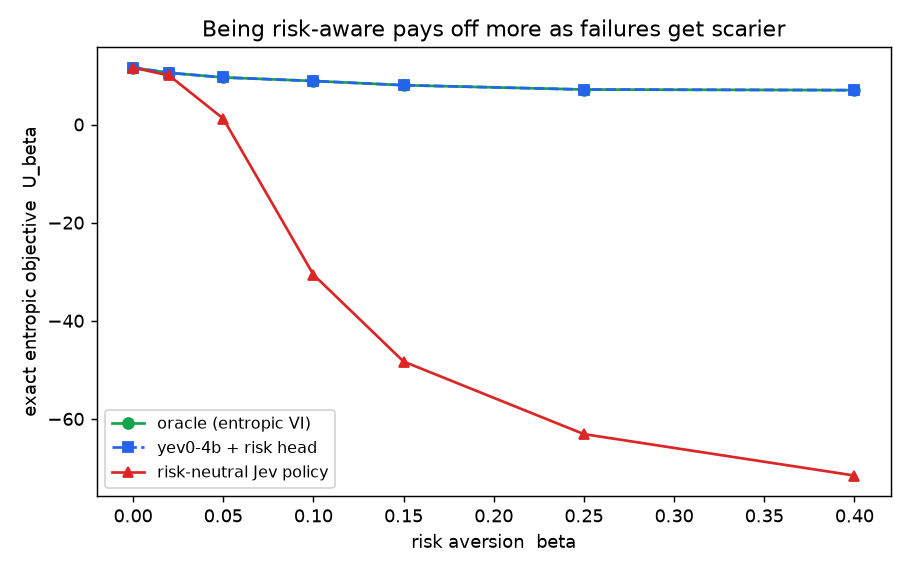 Being risk-aware pays off more as failures get scarier
exact entropic objective U_beta
0
−20
−40
−60
oracle (entropic VI)
yev0-4b + risk head
risk-neutral Jev policy
0.00 0.05 0.10 0.15 0.20 0.25 0.30 0.35 0.40
risk aversion beta